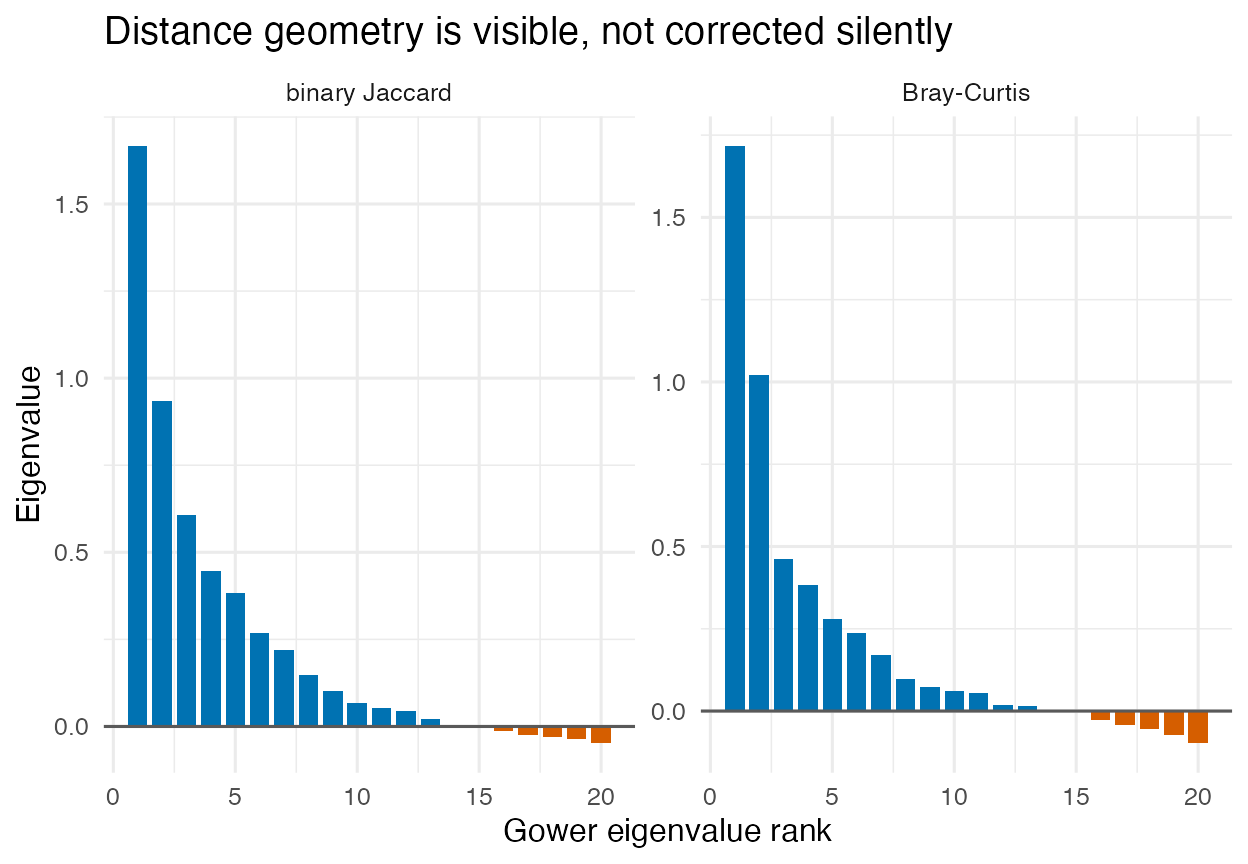 Distance geometry is visible, not corrected silently
binary Jaccard
Bray-Curtis
Eigenvalue
1.5
1.0
0.5
0.0
1.5
1.0
0.5
0.0
0 5 10 15 20
0 5 10 15 20
Gower eigenvalue rank